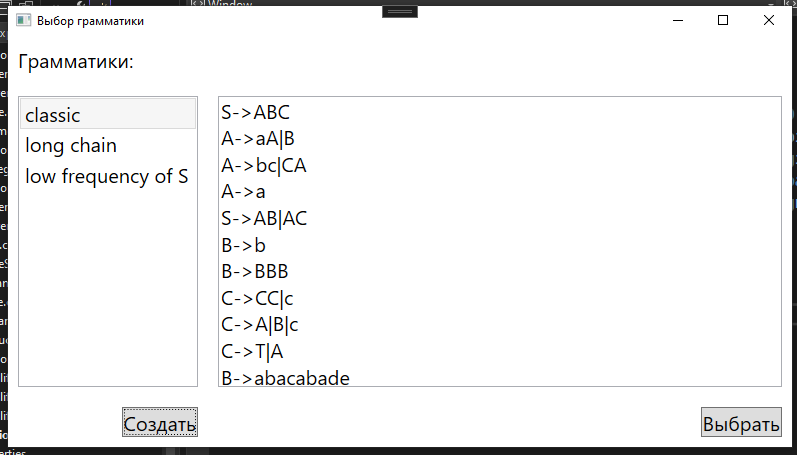 Window
Выбор грамматики
Грамматики:
classic
long chain
low frequency of S
S->ABC
A->aA|B
A->bc|CA
A->a
S->AB|AC
B->b
B->BBB
C->CC|c
C->A|B|c
C->T|A
B->abacabade
Создать
Выбрать